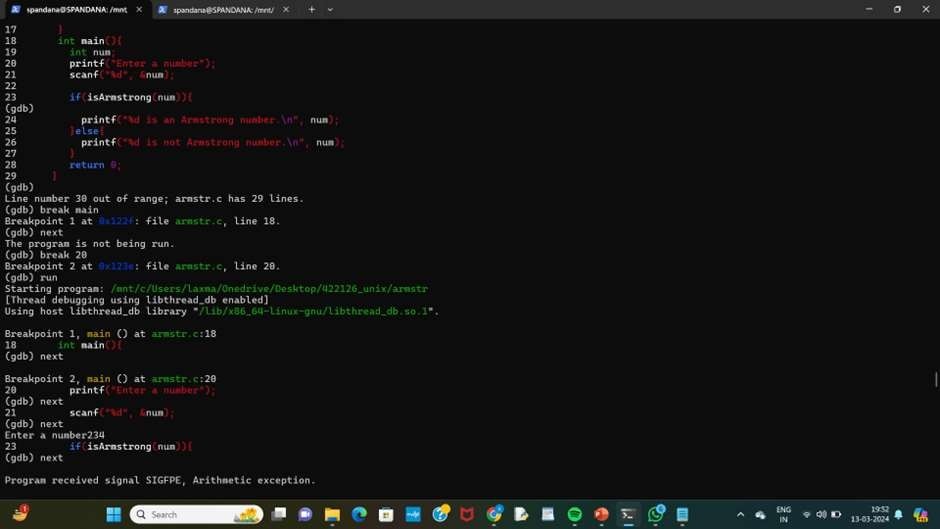 spandana@SPANDANA: /mnt,
spandana@SPANDANA: /mnt/
17 }
18 int main(){
19 int num;
20 printf("Enter a number");
21 scanf("%d", &num);
22
23 if(isArmstrong(num)){
(gdb)
24 printf("%d is an Armstrong number.\n", num);
25 }else{
26 printf("%d is not Armstrong number.\n", num);
27 }
28 return 0;
29 }
(gdb)
Line number 30 out of range; armstr.c has 29 lines.
(gdb) break main
Breakpoint 1 at 0x122f: file armstr.c, line 18.
(gdb) next
The program is not being run.
(gdb) break 20
Breakpoint 2 at 0x123e: file armstr.c, line 20.
(gdb) run
Starting program: /mnt/c/Users/laxma/Onedrive/Desktop/422126_unix/armstr
[Thread debugging using libthread_db enabled]
Using host libthread_db library "/lib/x86_64-linux-gnu/libthread_db.so.1".
Breakpoint 1, main () at armstr.c:18
18 int main(){
(gdb) next
Breakpoint 2, main () at armstr.c:20
20 printf("Enter a number");
(gdb) next
21 scanf("%d", &num);
(gdb) next
Enter a number234
23 if(isArmstrong(num)){
(gdb) next
Program received signal SIGFPE, Arithmetic exception.
Search
ENG
IN
19:52
13-03-2024